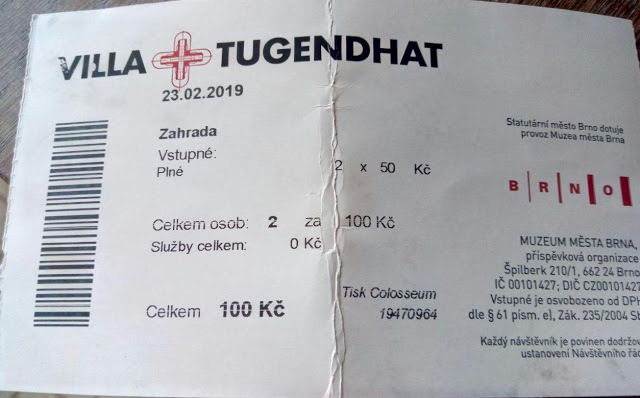 VILLA TUGENDHAT
23.02.2019
Zahrada
Vstupné:
Plné 2 x 50 Kč
Celkem osob: 2 za 100 Kč
Služby celkem: 0 Kč
Celkem 100 Kč
Tisk Colosseum
19470964
Statutární město Brno dotuje
provoz Muzea města Brna
BRNO
MUZEUM MĚSTA BRNA,
příspěvková organizace
Špilberk 210/1, 662 24 Brno
IČ 00101427; DIČ CZ00101427
Vstupné je osvobozeno od DPH
dle § 61 písm. e), Zák. 235/2004
Každý návštěvník je povinen
ustanovení Návštěvního